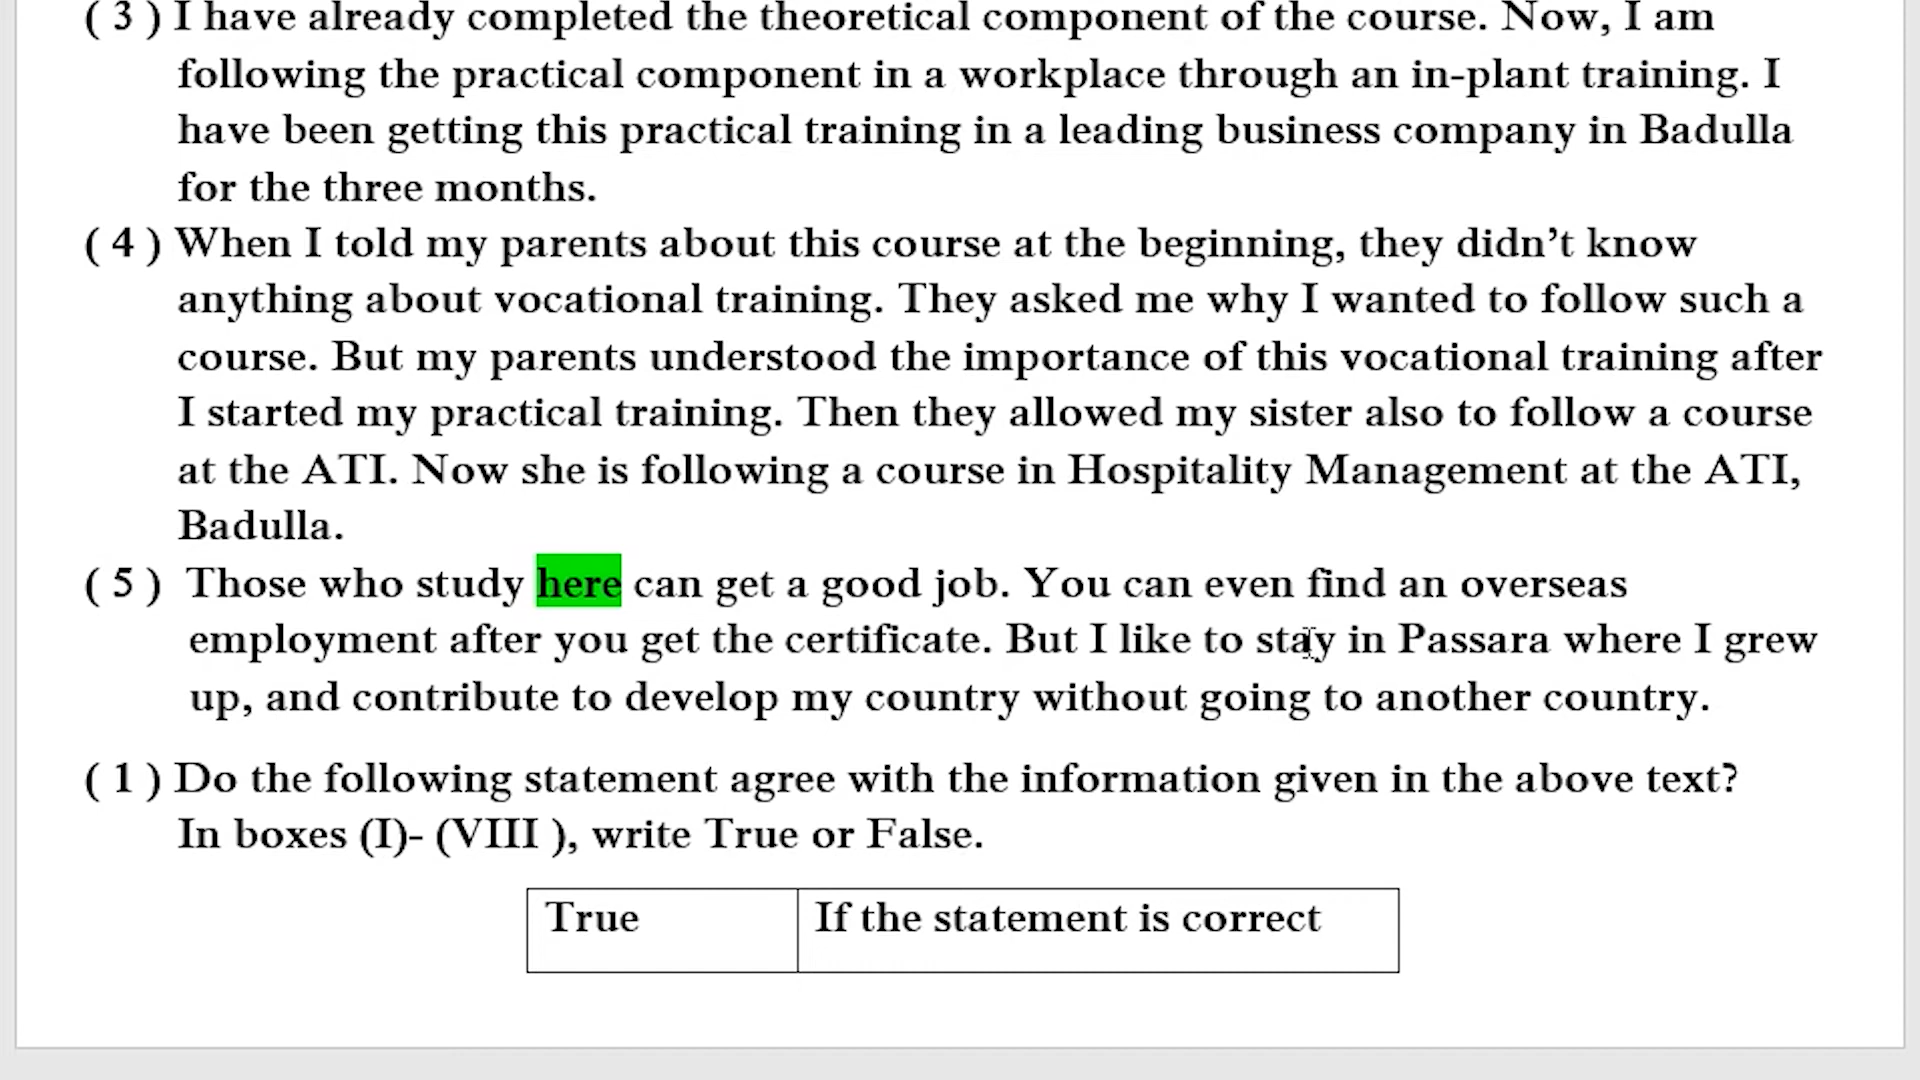 ( 3 ) I have already completed the theoretical component of the course. Now, I am
following the practical component in a workplace through an in-plant training. I
have been getting this practical training in a leading business company in Badulla
for the three months.
( 4 ) When I told my parents about this course at the beginning, they didn’t know
anything about vocational training. They asked me why I wanted to follow such a
course. But my parents understood the importance of this vocational training after
I started my practical training. Then they allowed my sister also to follow a course
at the ATI. Now she is following a course in Hospitality Management at the ATI,
Badulla.
( 5 ) Those who study here can get a good job. You can even find an overseas
employment after you get the certificate. But I like to stay in Passara where I grew
up, and contribute to develop my country without going to another country.
( 1 ) Do the following statement agree with the information given in the above text?
In boxes (I)- (VIII ), write True or False.
True If the statement is correct